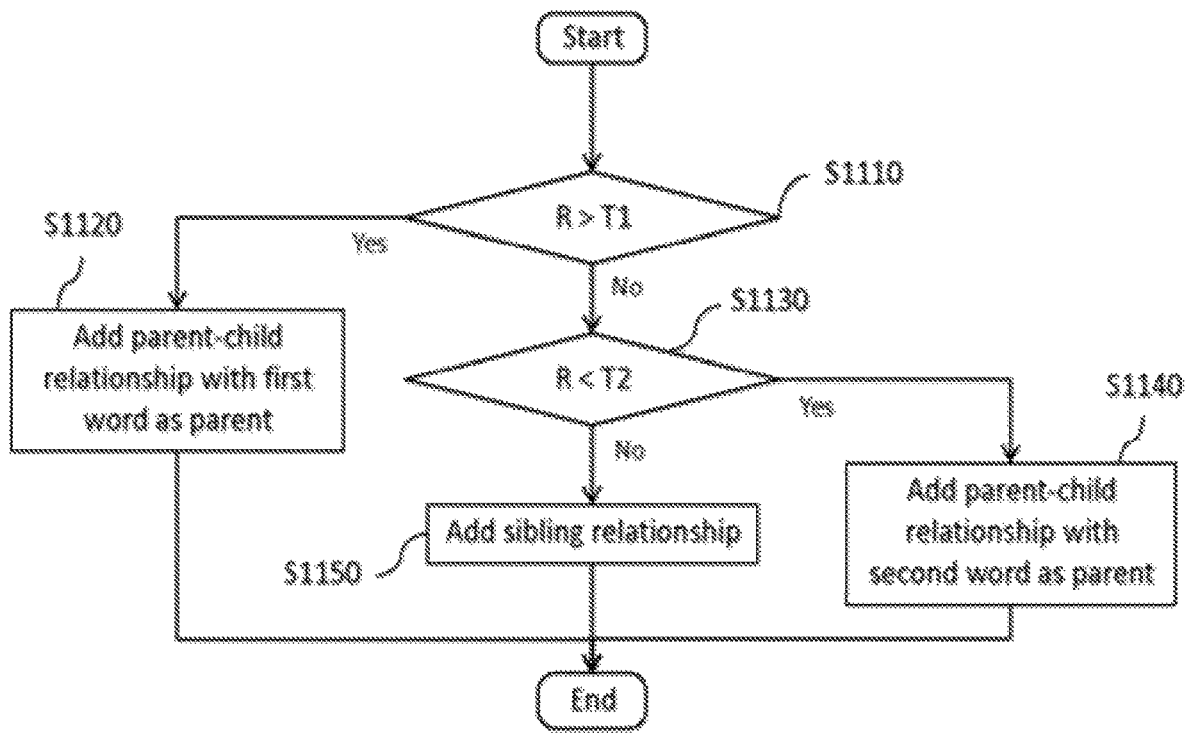 Start
S1110
R > T1
S1120
Yes
No
S1130
Add parent-child
relationship with first
word as parent
R < T2
S1140
Yes
No
Add parent-child
relationship with
second word as parent
Add sibling relationship
S1150
End